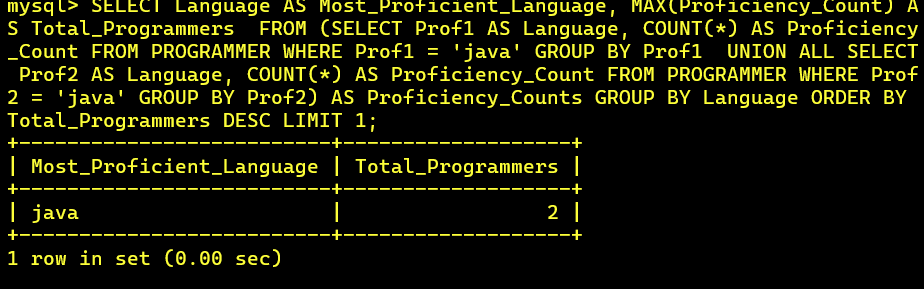 mysql> SELECT Language AS Most_Proficient_Language, MAX(Proficiency_Count) A
S Total_Programmers  FROM (SELECT Prof1 AS Language, COUNT(*) AS Proficiency
_Count FROM PROGRAMMER WHERE Prof1 = 'java' GROUP BY Prof1  UNION ALL SELECT
 Prof2 AS Language, COUNT(*) AS Proficiency_Count FROM PROGRAMMER WHERE Prof
2 = 'java' GROUP BY Prof2) AS Proficiency_Counts GROUP BY Language ORDER BY
Total_Programmers DESC LIMIT 1;
+--------------------------+------------------+
| Most_Proficient_Language | Total_Programmers |
+--------------------------+------------------+
| java                     |                 2 |
+--------------------------+------------------+
1 row in set (0.00 sec)